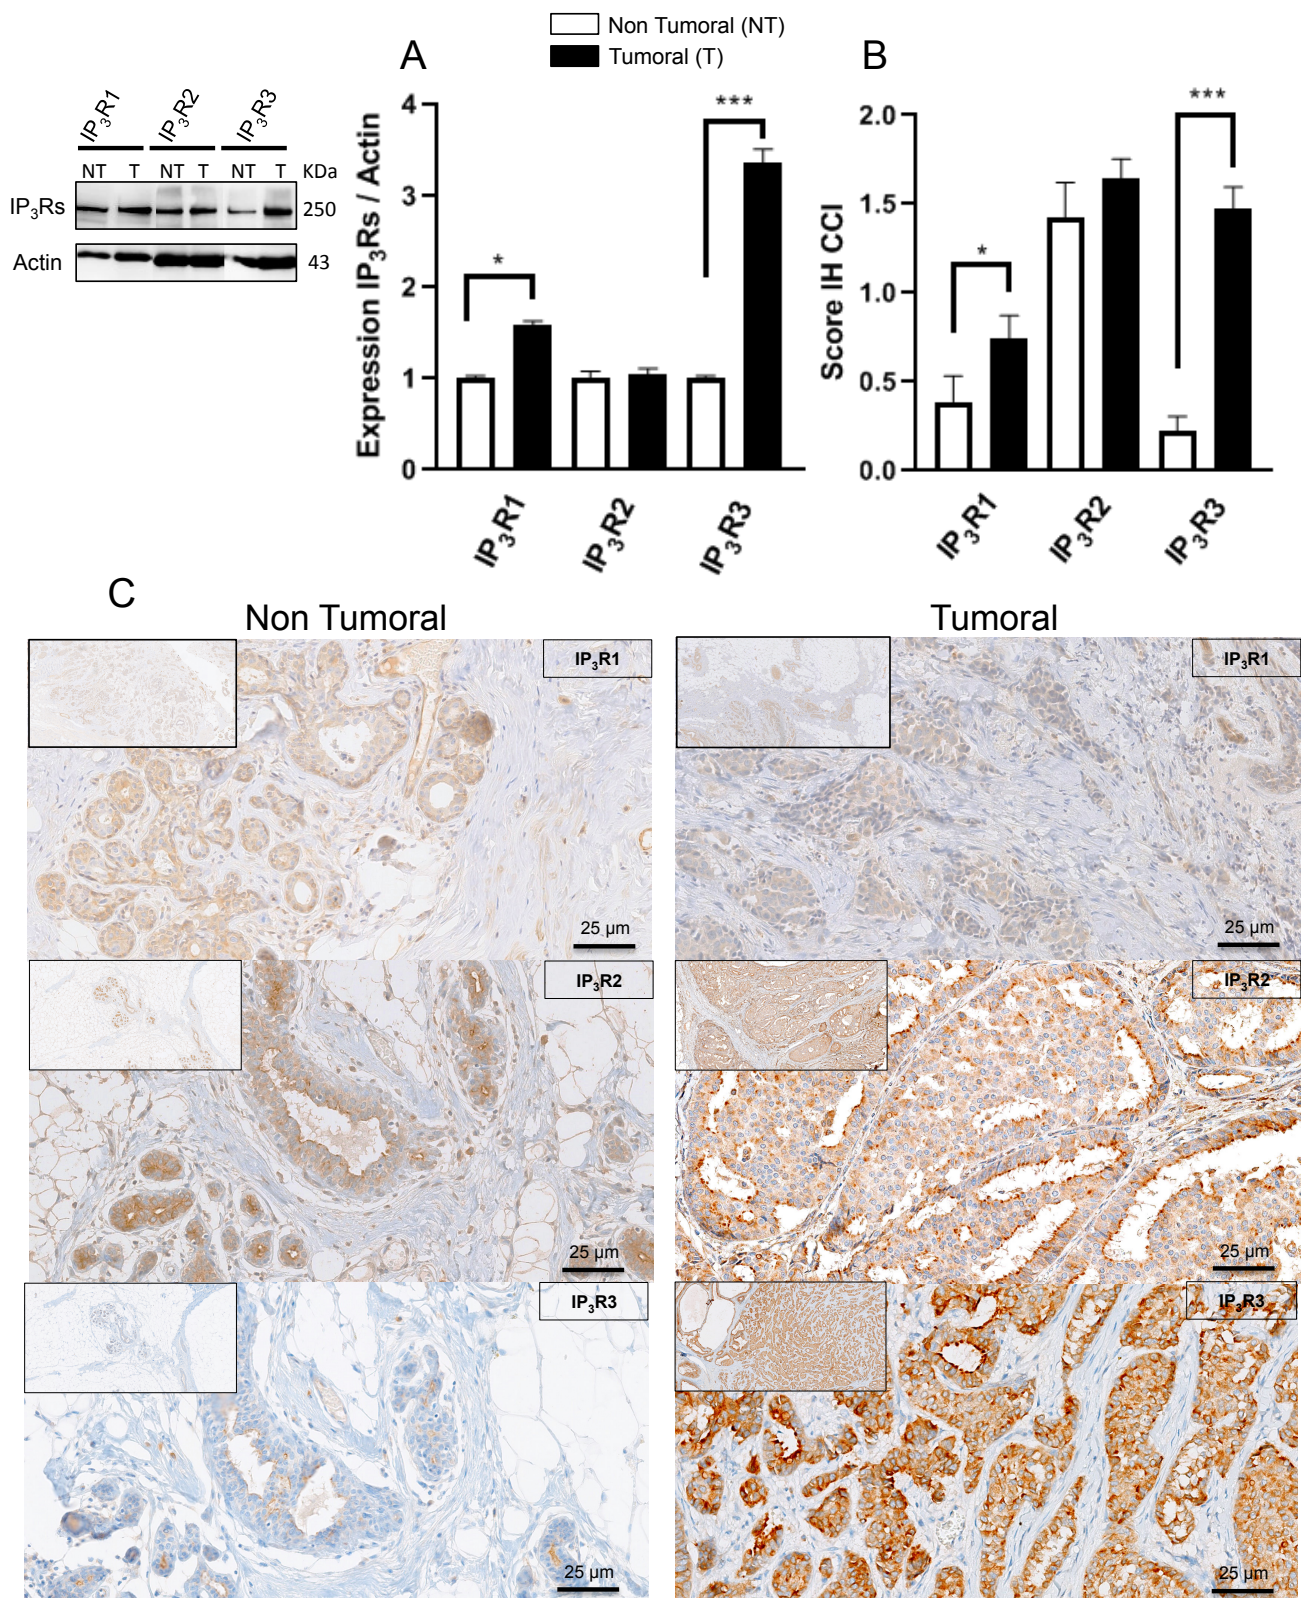 Non Tumoral (NT)
Tumoral (T)
A
B
IP₃R1 IP₃R2 IP₃R3
NT T NT T NT T KDa
IP₃Rs 250
Actin 43
Expression IP₃Rs / Actin
4
3
2
1
0
* ***
IP₃R1 IP₃R2 IP₃R3
Score IH CCI
2.0
1.5
1.0
0.5
0.0
* ***
IP₃R1 IP₃R2 IP₃R3
C
Non Tumoral Tumoral
IP₃R1 IP₃R1
25 µm 25 µm
IP₃R2 IP₃R2
25 µm 25 µm
IP₃R3 IP₃R3
25 µm 25 µm